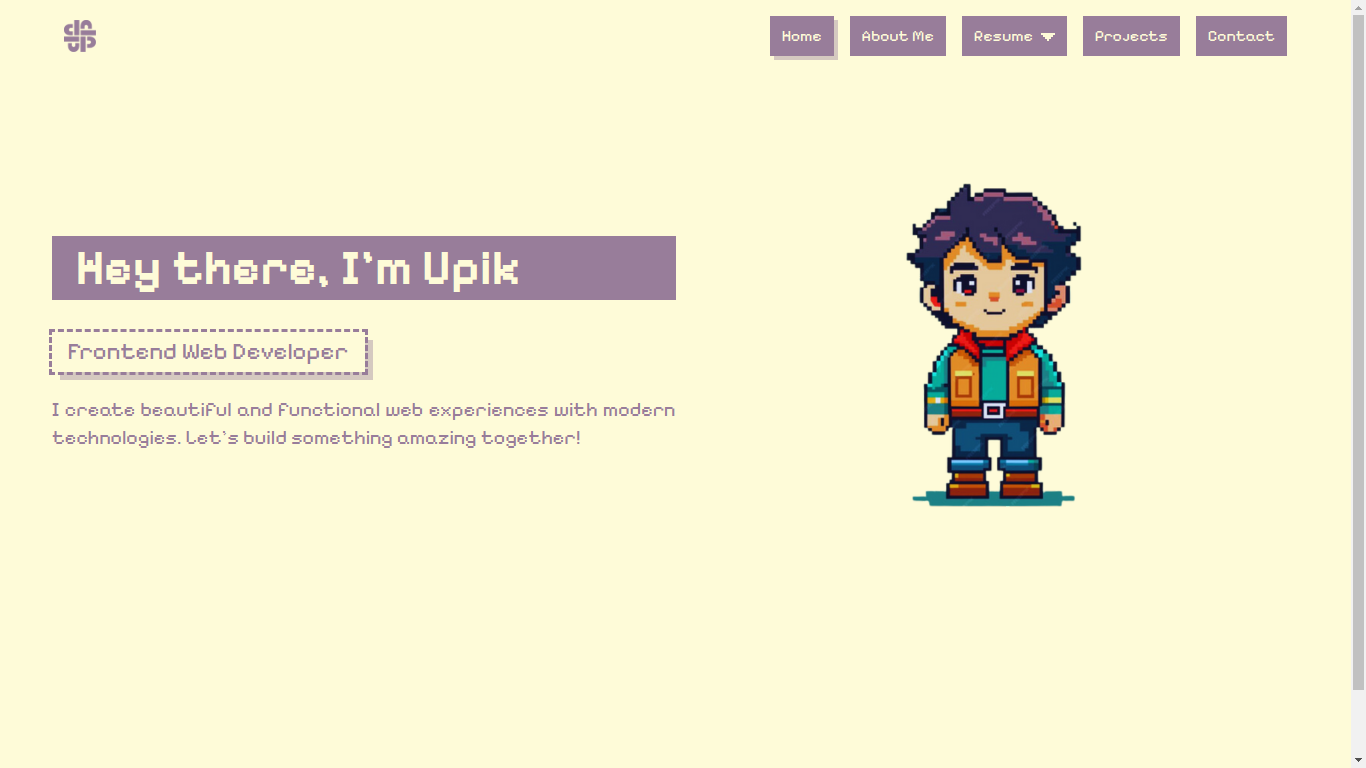 Home
About Me
Resume
Projects
Contact
Hey there, I'm Upik
Frontend Web Developer
I create beautiful and functional web experiences with modern
technologies. Let's build something amazing together!